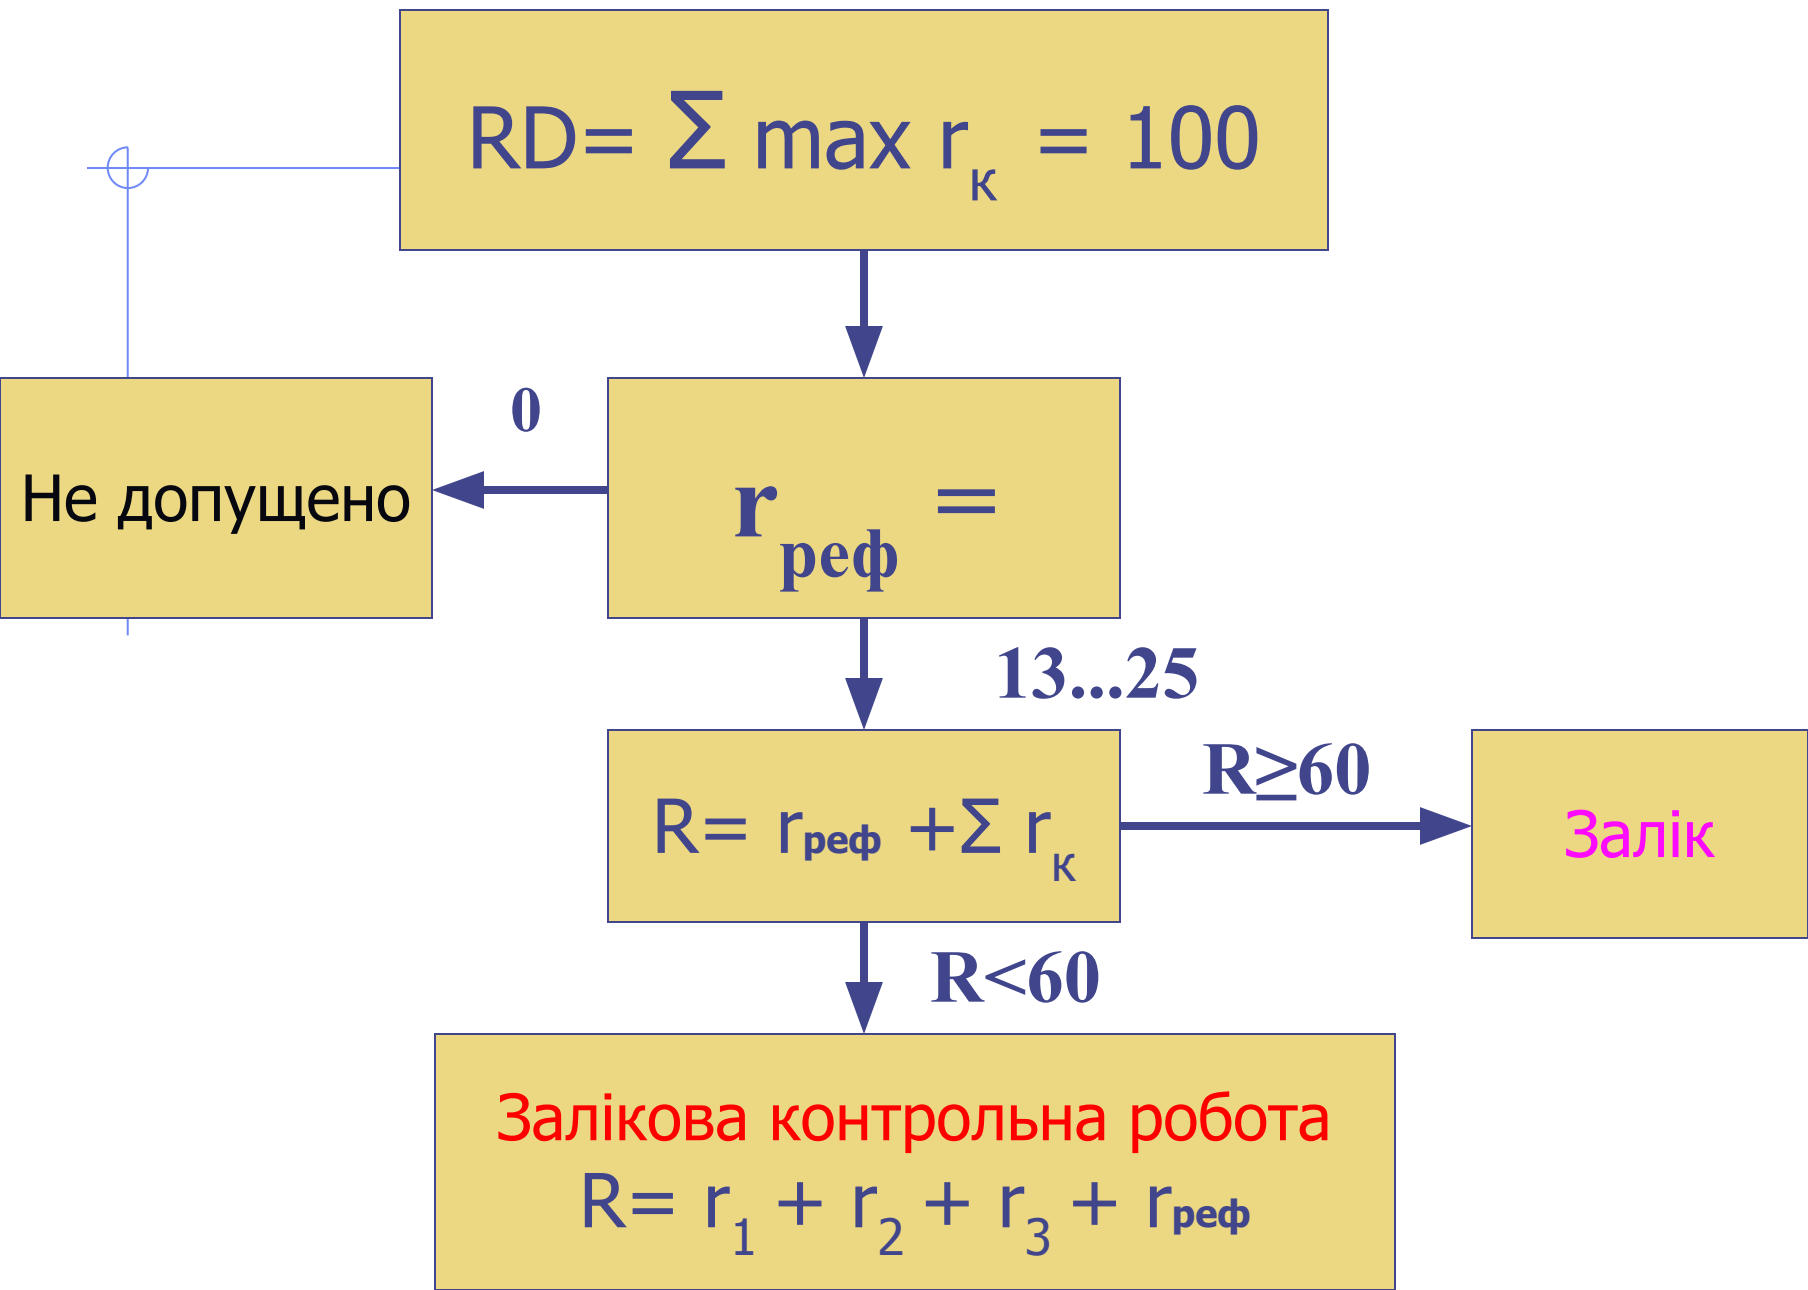 RD= Σ max rк = 100
0
Не допущено
rреф =
13...25
R≥60
R= rреф +Σ rк
Залік
R<60
Залікова контрольна робота
R= r1 + r2 + r3 + rреф